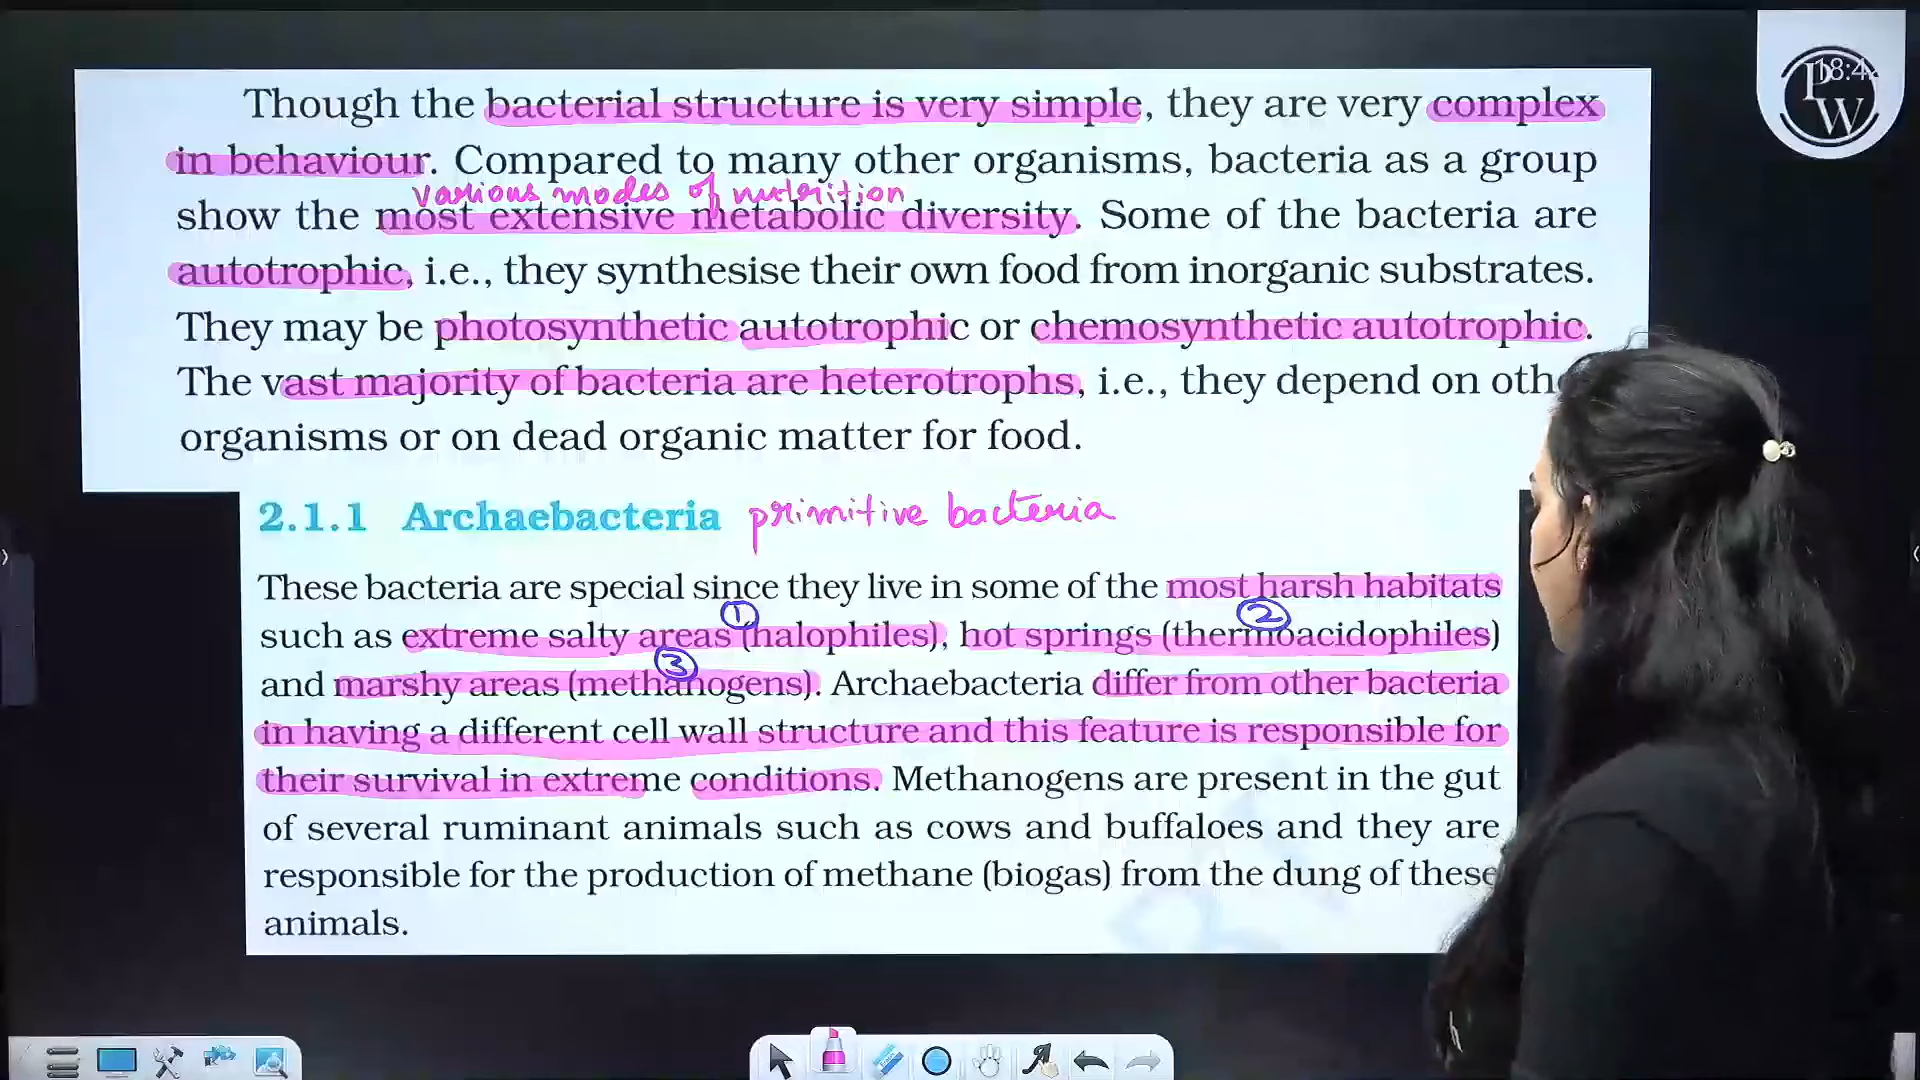 Though the bacterial structure is very simple, they are very complex
in behaviour. Compared to many other organisms, bacteria as a group
various modes of nutrition
show the most extensive metabolic diversity. Some of the bacteria are
autotrophic, i.e., they synthesise their own food from inorganic substrates.
They may be photosynthetic autotrophic or chemosynthetic autotrophic.
The vast majority of bacteria are heterotrophs, i.e., they depend on oth
organisms or on dead organic matter for food.
2.1.1 Archaebacteria primitive bacteria
These bacteria are special since they live in some of the most harsh habitats
① ②
such as extreme salty areas (halophiles), hot springs (thermoacidophiles)
③
and marshy areas (methanogens). Archaebacteria differ from other bacteria
in having a different cell wall structure and this feature is responsible for
their survival in extreme conditions. Methanogens are present in the gut
of several ruminant animals such as cows and buffaloes and they are
responsible for the production of methane (biogas) from the dung of these
animals.
18:4
PW